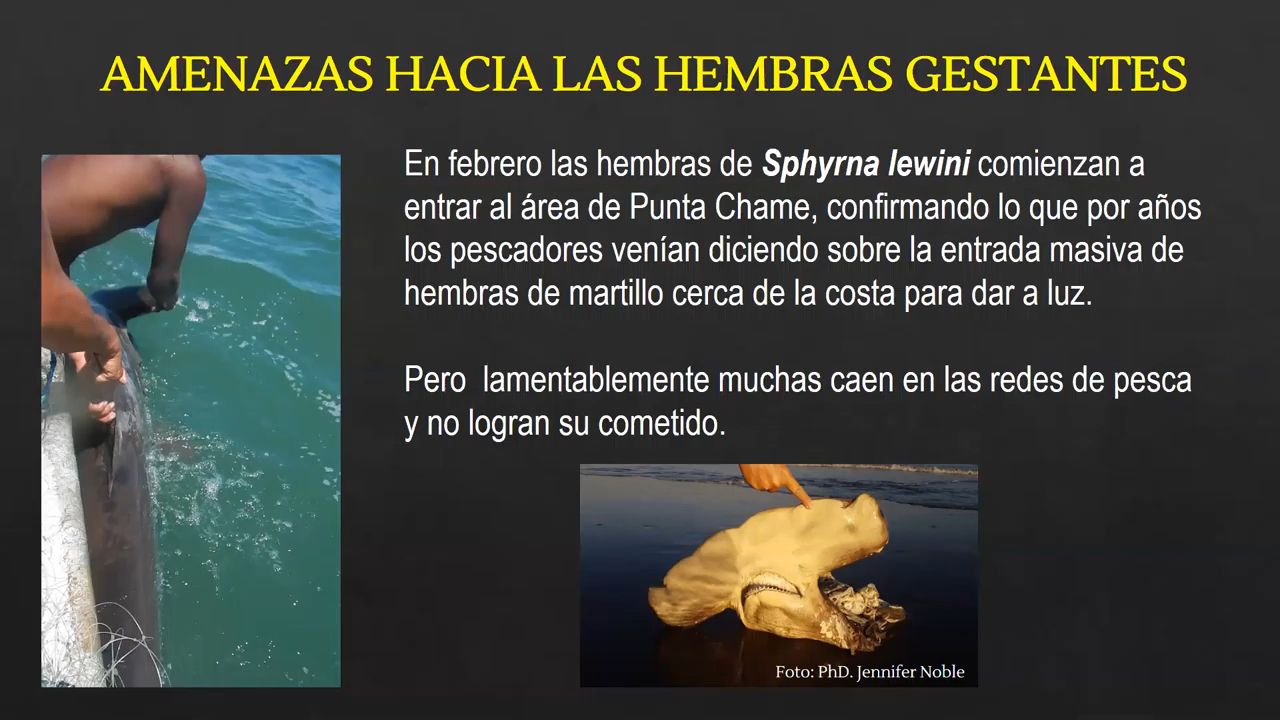 AMENAZAS HACIA LAS HEMBRAS GESTANTES
En febrero las hembras de Sphyrna lewini comienzan a
entrar al área de Punta Chame, confirmando lo que por años
los pescadores venían diciendo sobre la entrada masiva de
hembras de martillo cerca de la costa para dar a luz.
Pero  lamentablemente muchas caen en las redes de pesca
y no logran su cometido.
Foto: PhD. Jennifer Noble